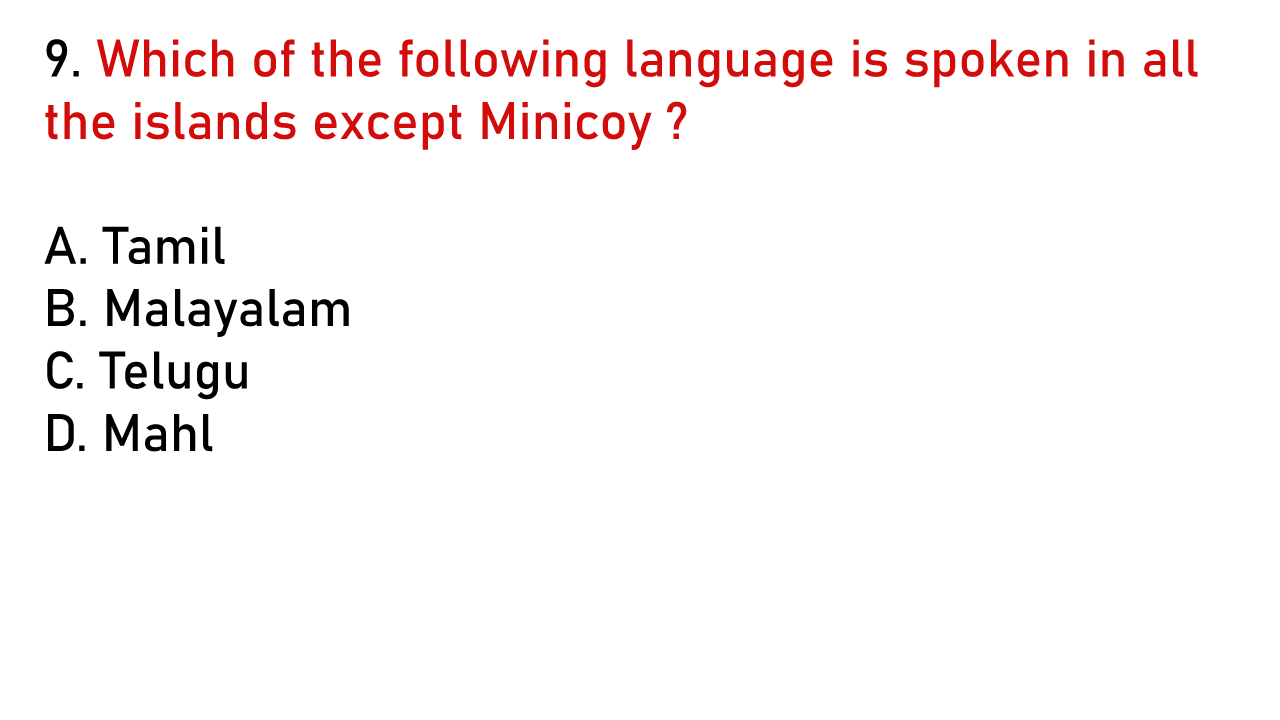 9. Which of the following language is spoken in all
the islands except Minicoy ?
A. Tamil
B. Malayalam
C. Telugu
D. Mahl